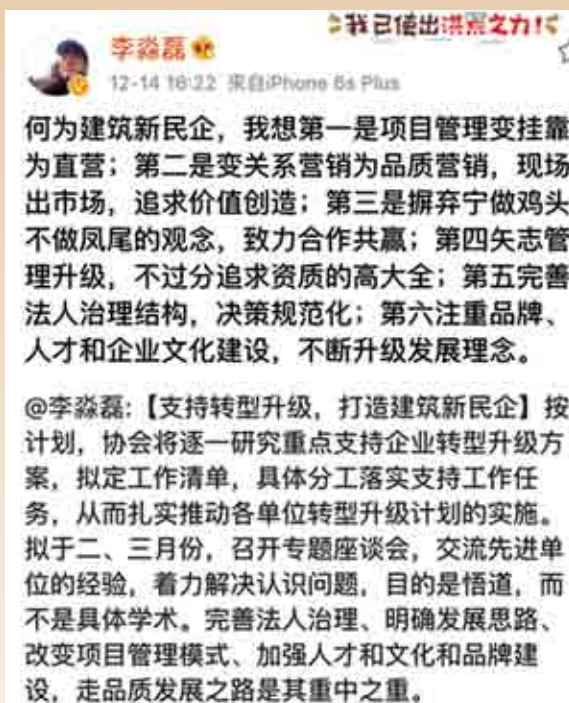 我已使出洪荒之力!
李淼磊
12-14 16:22 来自iPhone 6s Plus
何为建筑新民企，我想第一是项目管理变挂靠
为直营；第二是变关系营销为品质营销，现场
出市场，追求价值创造；第三是摒弃宁做鸡头
不做凤尾的观念，致力合作共赢；第四矢志管
理升级，不过分追求资质的高大全；第五完善
法人治理结构，决策规范化；第六注重品牌、
人才和企业文化建设，不断升级发展理念。
@李淼磊:【支持转型升级，打造建筑新民企】按
计划，协会将逐一研究重点支持企业转型升级方
案，拟定工作清单，具体分工落实支持工作任
务，从而扎实推动各单位转型升级计划的实施。
拟于二、三月份，召开专题座谈会，交流先进单
位的经验，着力解决认识问题，目的是悟道，而
不是具体学术。完善法人治理、明确发展思路、
改变项目管理模式、加强人才和文化和品牌建
设，走品质发展之路是其重中之重。